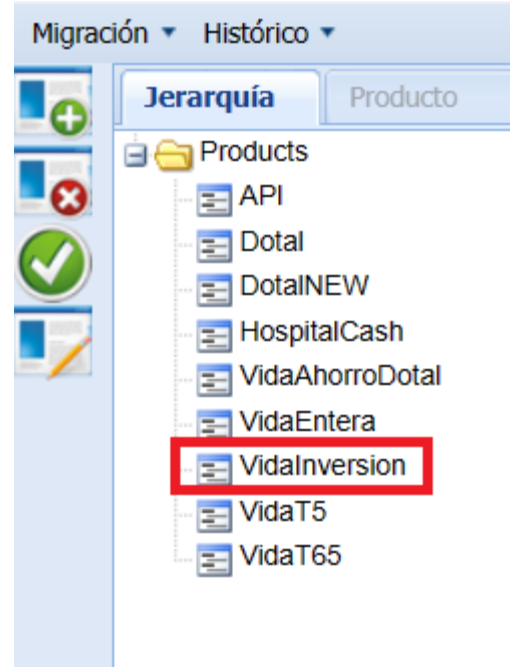 Migración Histórico
Jerarquía Producto
Products
API
Dotal
DotalNEW
HospitalCash
VidaAhorroDotal
VidaEntera
VidaInversion
VidaT5
VidaT65